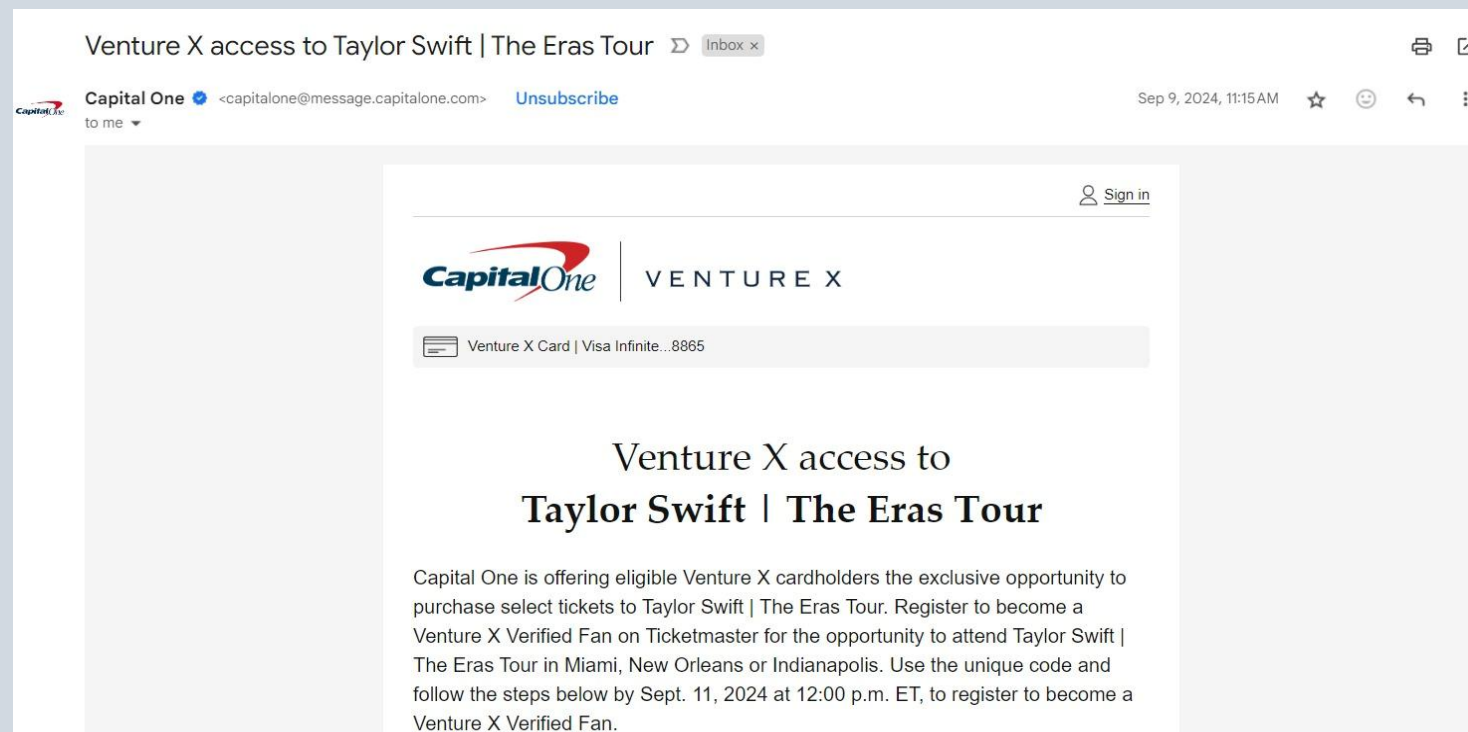 Venture X access to Taylor Swift | The Eras Tour Inbox ×
Capital One <capitalone@message.capitalone.com> Unsubscribe Sep 9, 2024, 11:15 AM
CapitalOne
to me
Sign in
CapitalOne VENTURE X
Venture X Card | Visa Infinite...8865
Venture X access to
Taylor Swift | The Eras Tour
Capital One is offering eligible Venture X cardholders the exclusive opportunity to
purchase select tickets to Taylor Swift | The Eras Tour. Register to become a
Venture X Verified Fan on Ticketmaster for the opportunity to attend Taylor Swift |
The Eras Tour in Miami, New Orleans or Indianapolis. Use the unique code and
follow the steps below by Sept. 11, 2024 at 12:00 p.m. ET, to register to become a
Venture X Verified Fan.